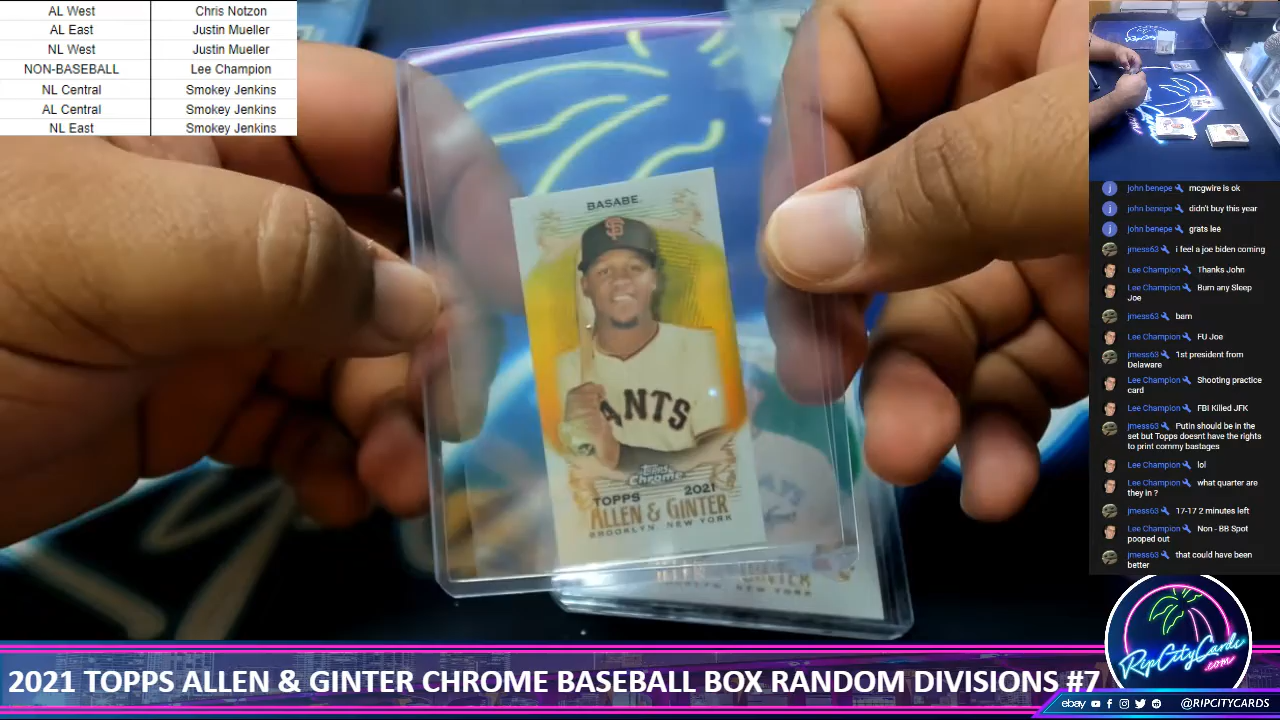 AL West Chris Notzon
AL East Justin Mueller
NL West Justin Mueller
NON-BASEBALL Lee Champion
NL Central Smokey Jenkins
AL Central Smokey Jenkins
NL East Smokey Jenkins
BASABE
SF
ANTS
Topps
Chrome
TOPPS 2021
ALLEN & GINTER
BROOKLYN NEW YORK
NEW YORK
john benepe mcgwire is ok
john benepe didn't buy this year
john benepe grats lee
jmess63 i feel a joe biden coming
Lee Champion Thanks John
Lee Champion Burn any Sleep
Joe
jmess63 bam
Lee Champion FU Joe
jmess63 1st president from
Delaware
Lee Champion Shooting practice
card
Lee Champion FBI Killed JFK
jmess63 Putin should be in the
set but Topps doesnt have the rights
to print commy bastages
Lee Champion lol
Lee Champion what quarter are
they in ?
jmess63 17-17 2 minutes left
Lee Champion Non - BB Spot
pooped out
jmess63 that could have been
better
RipCityCards
.com
2021 TOPPS ALLEN & GINTER CHROME BASEBALL BOX RANDOM DIVISIONS #7
ebay @RIPCITYCARDS